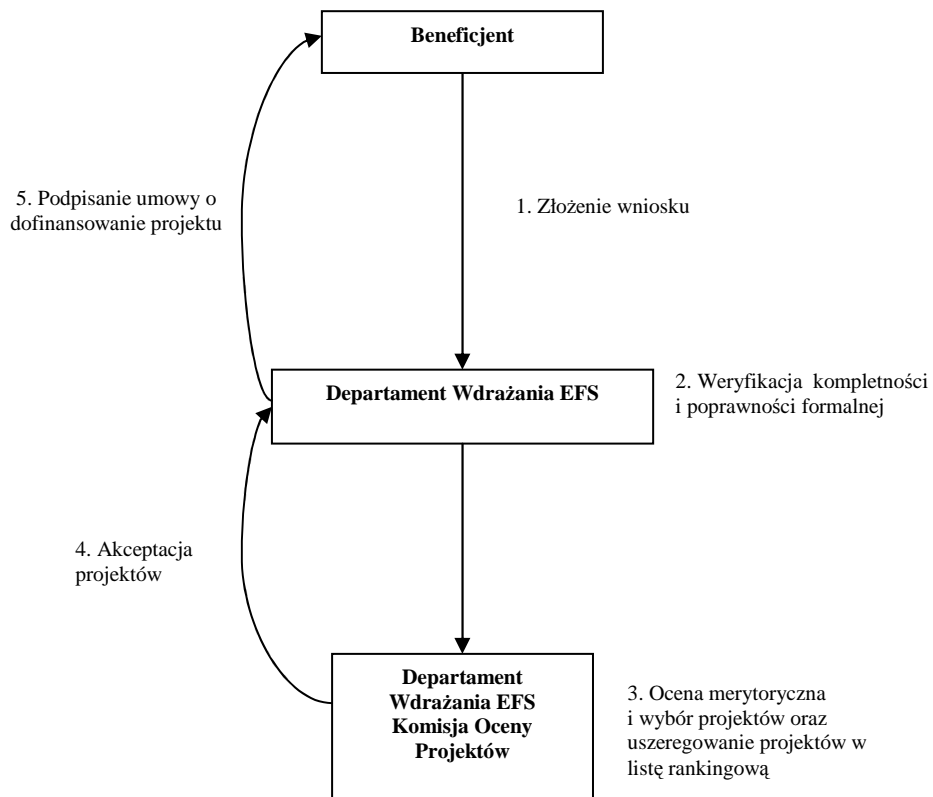 Beneficjent
5. Podpisanie umowy o
dofinansowanie projektu
1. Złożenie wniosku
Departament Wdrażania EFS
2. Weryfikacja kompletności
i poprawności formalnej
4. Akceptacja
projektów
Departament
Wdrażania EFS
Komisja Oceny
Projektów
3. Ocena merytoryczna
i wybór projektów oraz
uszeregowanie projektów w
listę rankingową